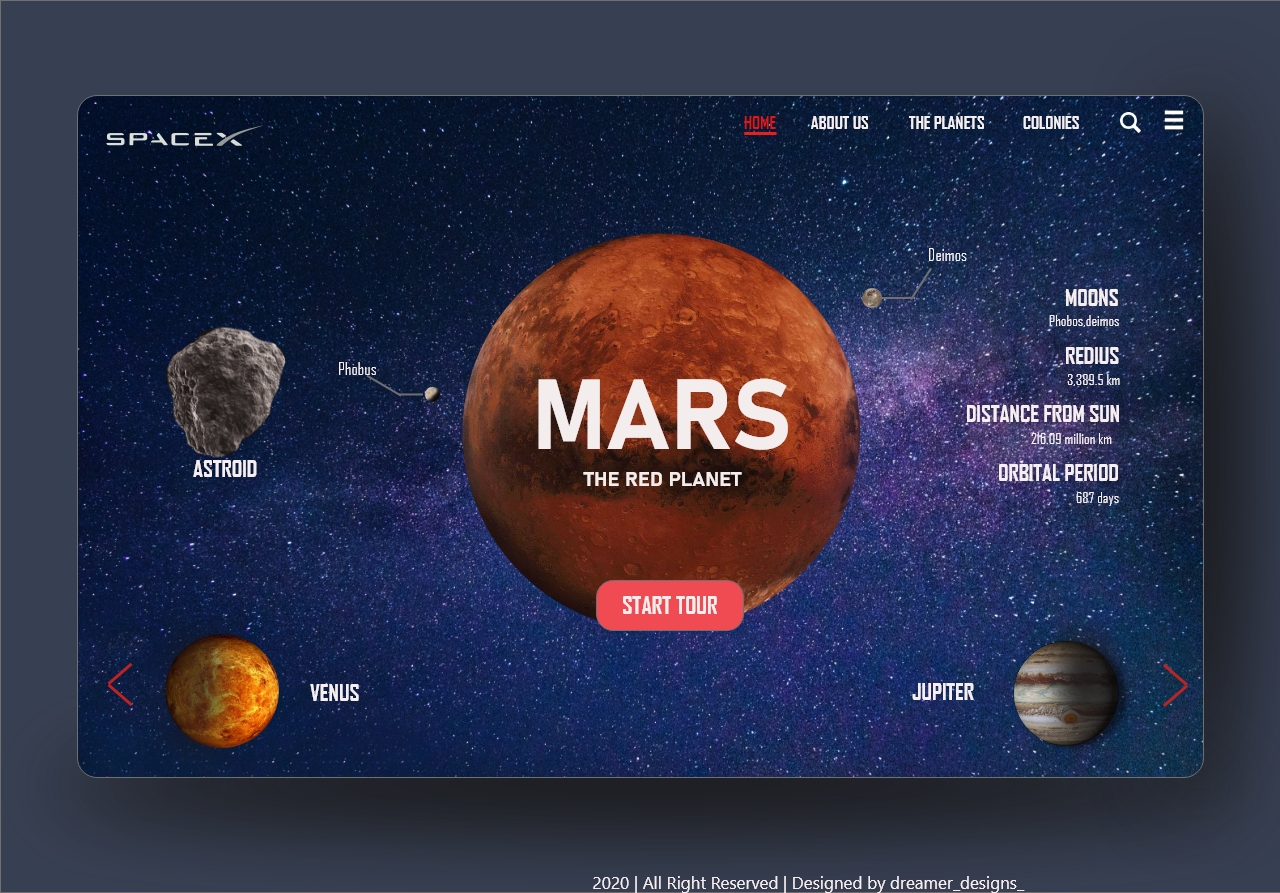 SPACEX
HOME ABOUT US THE PLANETS COLONIES
Deimos
MOONS
Phobos,deimos
REDIUS
3,389.5 km
DISTANCE FROM SUN
216.09 million km
ORBITAL PERIOD
687 days
Phobus
ASTROID
MARS
THE RED PLANET
START TOUR
VENUS
JUPITER
2020 | All Right Reserved | Designed by dreamer_designs_